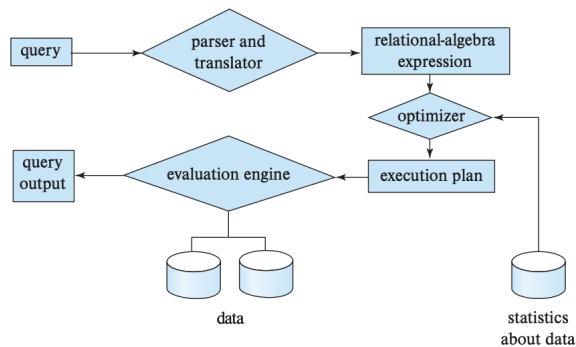 query
parser and
translator
relational-algebra
expression
optimizer
query
output
evaluation engine
execution plan
data
statistics
about data